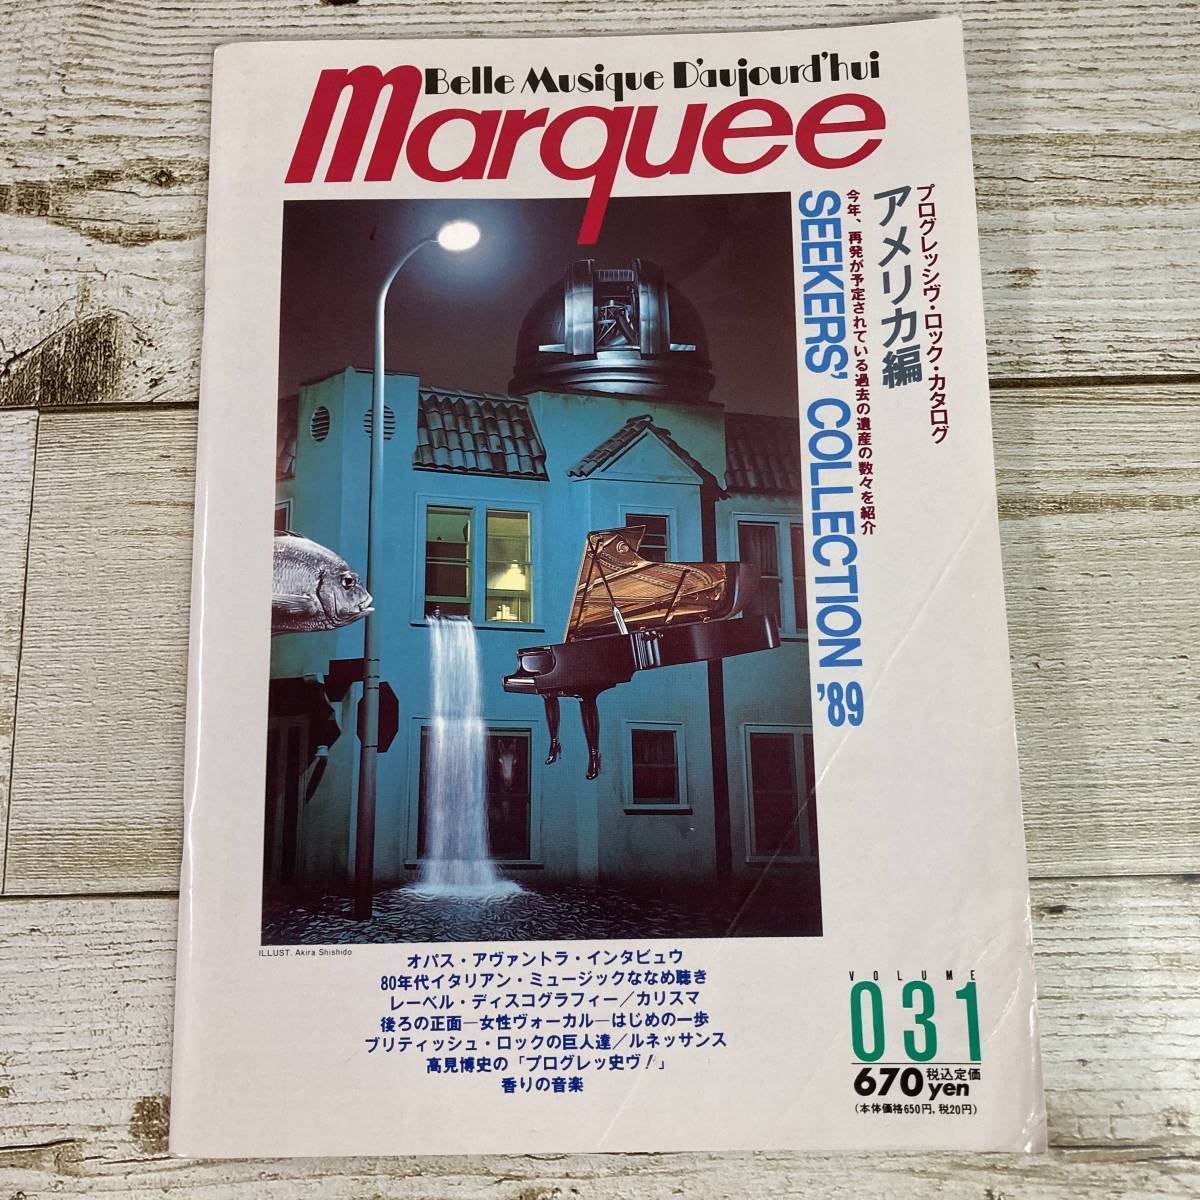 Belle Musique D'aujourd'hui
marquee
プログレッシヴ・ロック・カタログ
アメリカ編
今年、再発が予定されている過去の遺産の数々を紹介
SEEKERS' COLLECTION '89
ILLUST. Akira Shishido
オパス・アヴァントラ・インタビュウ
80年代イタリアン・ミュージックななめ聴き
レーベル・ディスコグラフィー／カリスマ
後ろの正面―女性ヴォーカル―はじめの一歩
ブリティッシュ・ロックの巨人達／ルネッサンス
高見博史の「プログレッ史ヴ！」
香りの音楽
VOLUME
031
670yen 税込定価
(本体価格650円,税20円)